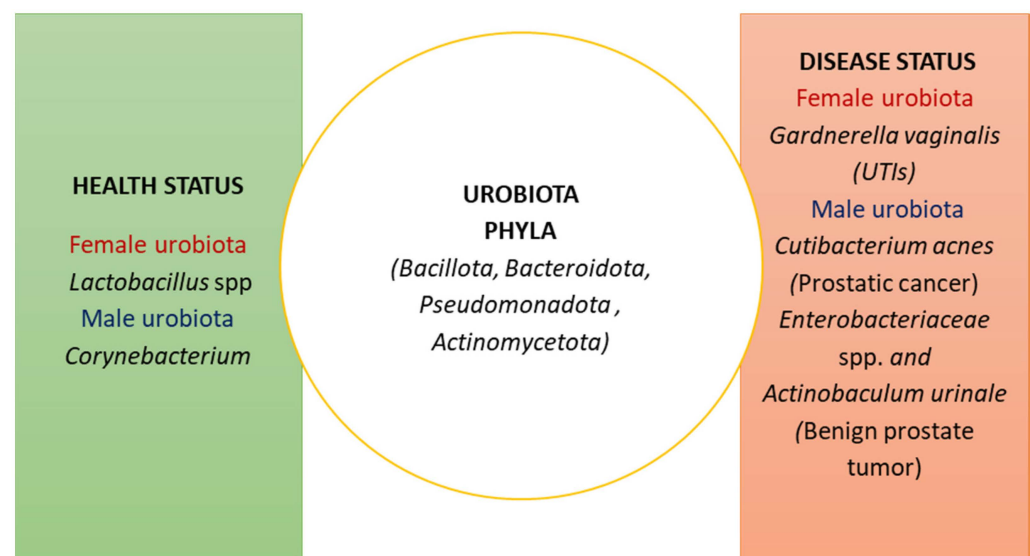 HEALTH STATUS
Female urobiota
Lactobacillus spp
Male urobiota
Corynebacterium
UROBIOTA
PHYLA
(Bacillota, Bacteroidota,
Pseudomonadota ,
Actinomycetota)
DISEASE STATUS
Female urobiota
Gardnerella vaginalis
(UTIs)
Male urobiota
Cutibacterium acnes
(Prostatic cancer)
Enterobacteriaceae
spp. and
Actinobaculum urinale
(Benign prostate
tumor)